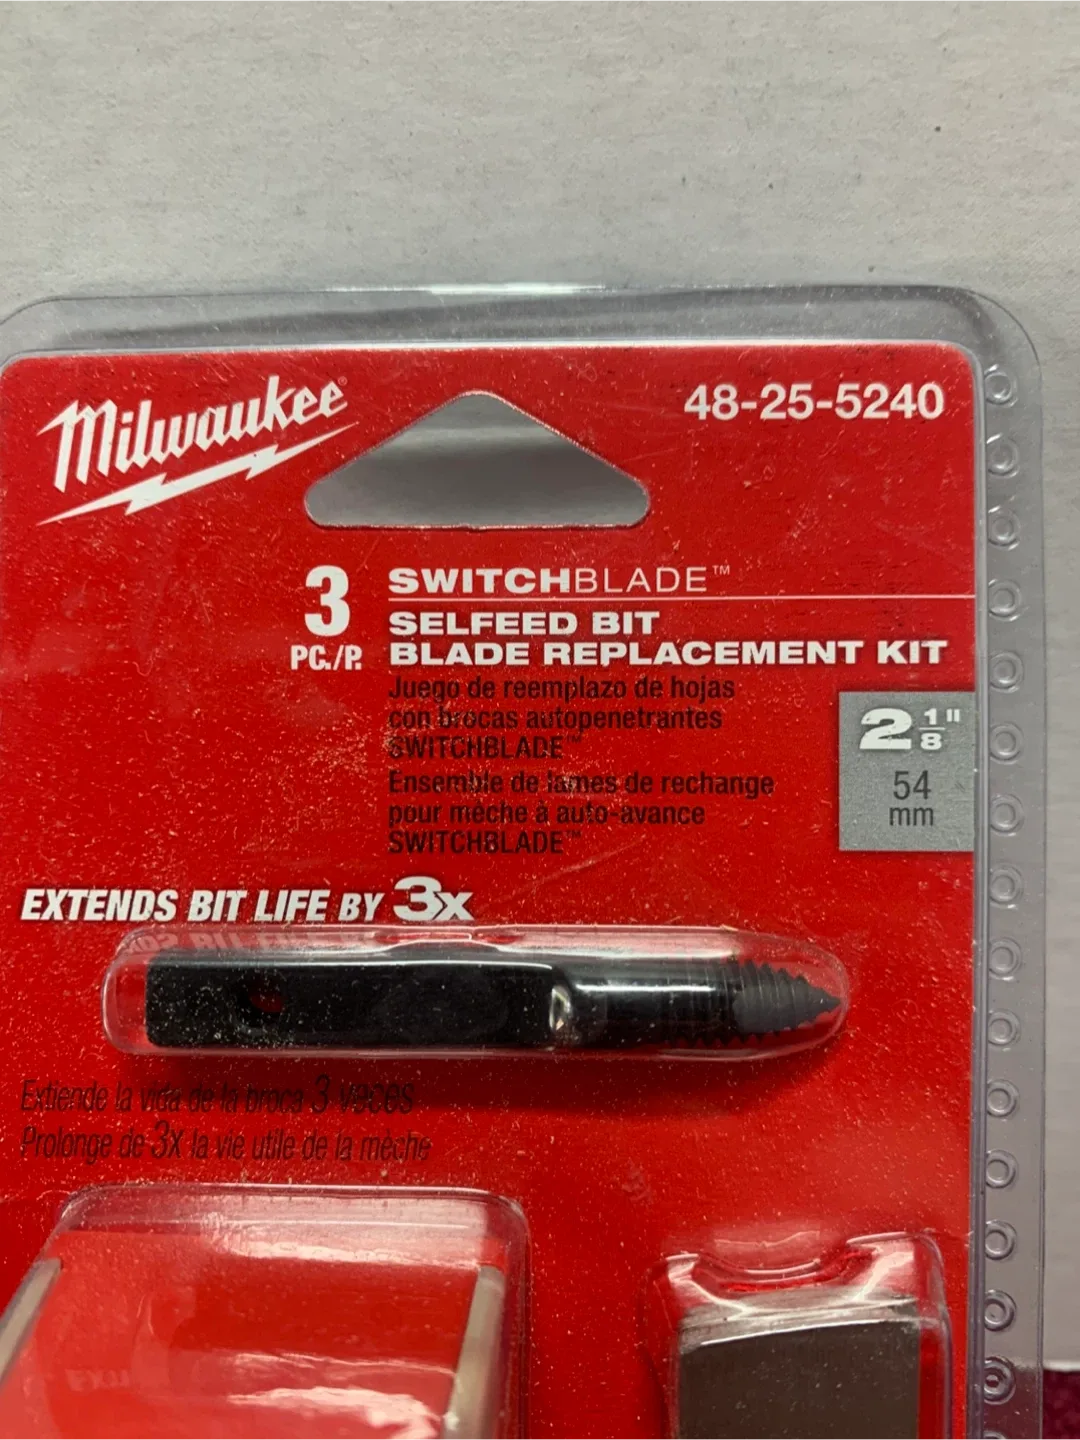 Milwaukee®
48-25-5240
3
PC./P.
SWITCHBLADE™
SELFEED BIT
BLADE REPLACEMENT KIT
Juego de reemplazo de hojas
con brocas autopenetrantes
SWITCHBLADE™
Ensemble de lames de rechange
pour mèche à auto-avance
SWITCHBLADE™
2 1/8"
54
mm
EXTENDS BIT LIFE BY 3x
Extiende la vida de la broca 3 veces
Prolonge de 3x la vie utile de la mèche